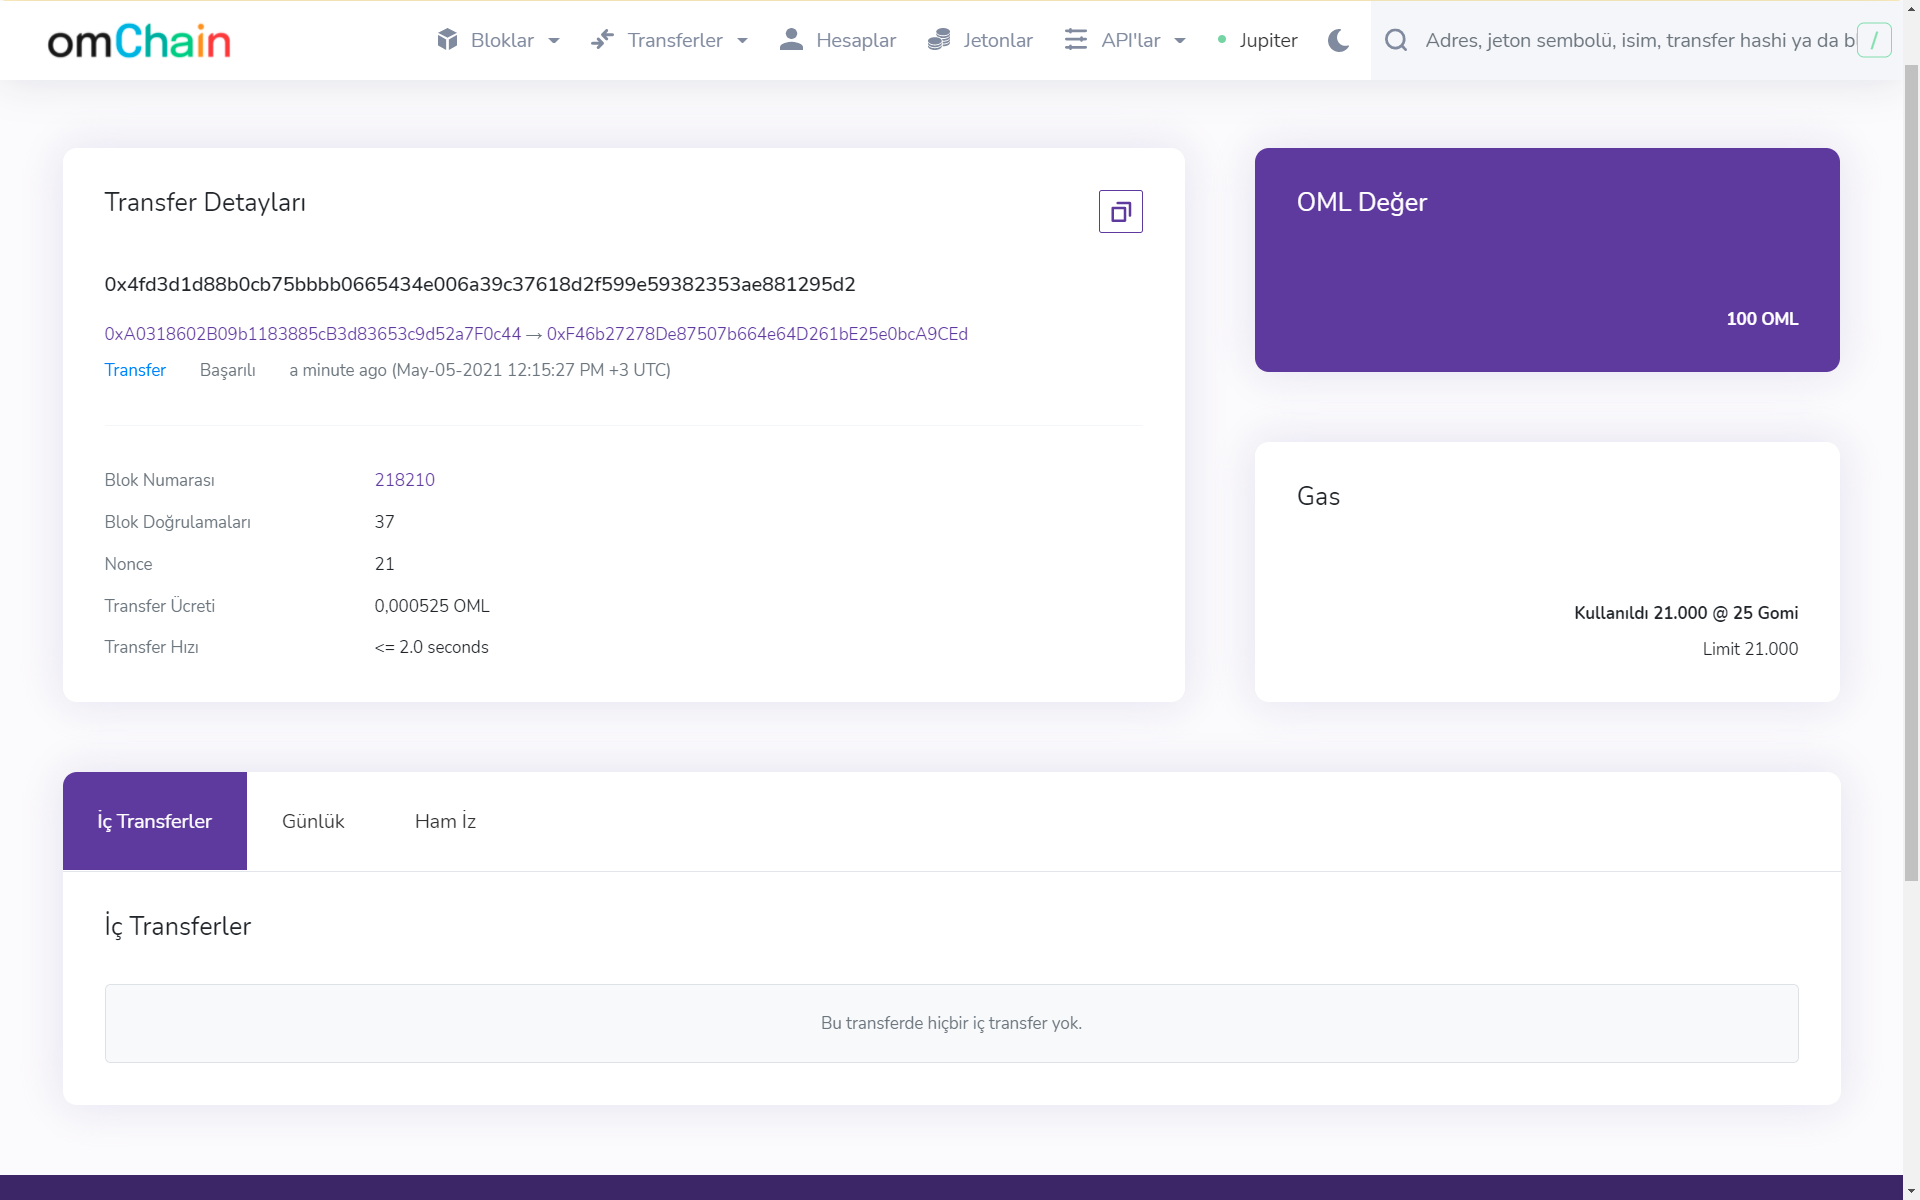 omChain
Bloklar
Transferler
Hesaplar
Jetonlar
API'lar
Jupiter
Adres, jeton sembolü, isim, transfer hashi ya da b
/
Transfer Detayları
0x4fd3d1d88b0cb75bbbb0665434e006a39c37618d2f599e59382353ae881295d2
0xA0318602B09b1183885cB3d83653c9d52a7F0c44 → 0xF46b27278De87507b664e64D261bE25e0bcA9CEd
Transfer Başarılı a minute ago (May-05-2021 12:15:27 PM +3 UTC)
Blok Numarası 218210
Blok Doğrulamaları 37
Nonce 21
Transfer Ücreti 0,000525 OML
Transfer Hızı <= 2.0 seconds
OML Değer
100 OML
Gas
Kullanıldı 21.000 @ 25 Gomi
Limit 21.000
İç Transferler
Günlük
Ham İz
İç Transferler
Bu transferde hiçbir iç transfer yok.